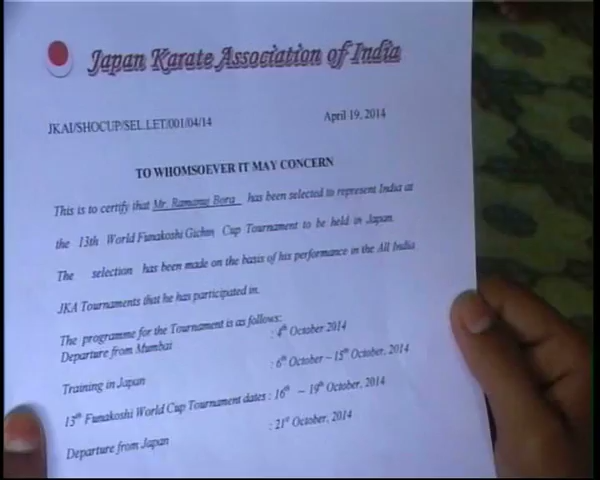 Japan Karate Association of India
JKAI/SHOCUP/SEL.LET/001/04/14
April 19, 2014
TO WHOMSOEVER IT MAY CONCERN
This is to certify that Mr. Ramanuj Bora has been selected to represent India at
the 13th World Funakoshi Gichin Cup Tournament to be held in Japan.
The selection has been made on the basis of his performance in the All India
JKA Tournaments that he has participated in.
The programme for the Tournament is as follows:
Departure from Mumbai : 4th October 2014
Training in Japan : 6th October ~ 15th October, 2014
13th Funakoshi World Cup Tournament dates : 16th ~ 19th October, 2014
Departure from Japan : 21st October, 2014